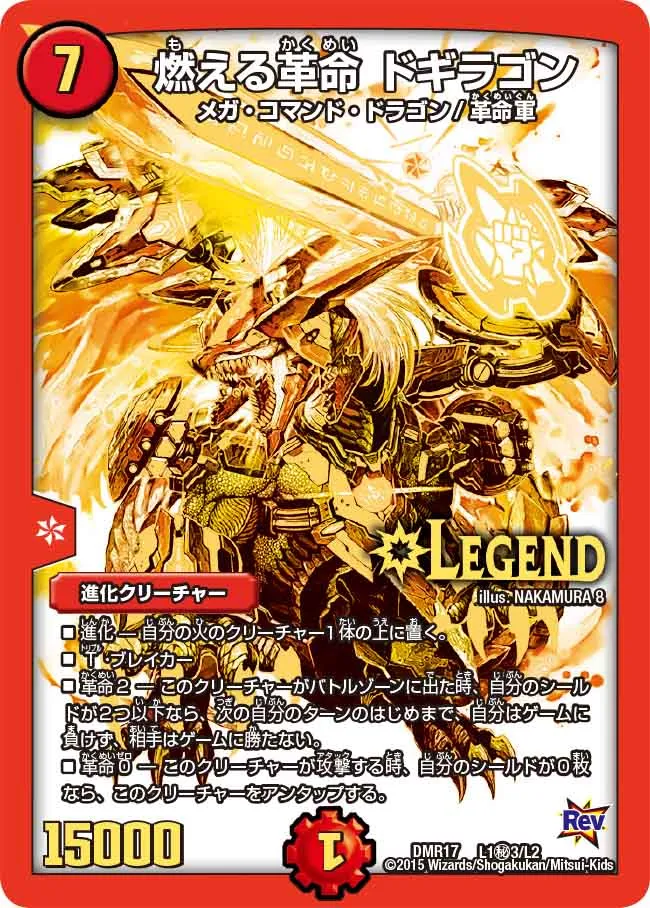 7
燃える革命 ドギラゴン
メガ・コマンド・ドラゴン / 革命軍
LEGEND
illus. NAKAMURA 8
進化クリーチャー
■ 進化 — 自分の火のクリーチャー1体の上に置く。
■ T・ブレイカー
■ 革命2 — このクリーチャーがバトルゾーンに出た時、自分のシール
ドが2つ以下なら、次の自分のターンのはじめまで、自分はゲームに
負けず、相手はゲームに勝たない。
■ 革命0 — このクリーチャーが攻撃する時、自分のシールドが0枚
なら、このクリーチャーをアンタップする。
15000
1
Rev
DMR17 L1㊙3/L2
©2015 Wizards/Shogakukan/Mitsui-Kids